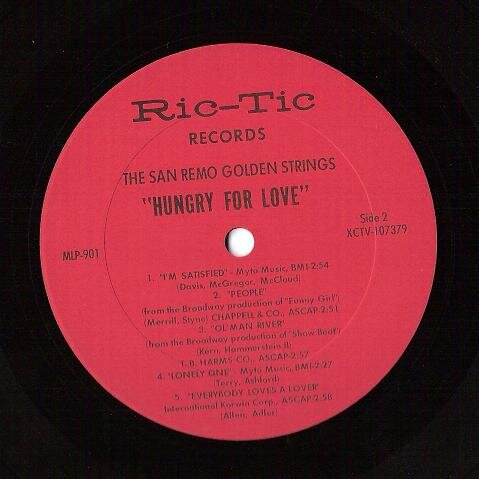 Ric-Tic
RECORDS
THE SAN REMO GOLDEN STRINGS
"HUNGRY FOR LOVE"
MLP-901
Side 2
XCTV-107379
1. "I'M SATISFIED" - Myto Music, BMI-2:54
(Davis, McGregor, McCloud)
2. "PEOPLE"
(from the Broadway production of "Funny Girl")
(Merrill, Styne) CHAPPELL & CO., ASCAP-2:51
3. "OL'MAN RIVER"
(from the Broadway production of "Show Boat")
(Kern, Hammerstein II)
T.B. HARMS CO., ASCAP-2:57
4. "LONELY ONE" - Myto Music, BMI-2:27
(Terry, Ashford)
5. "EVERYBODY LOVES A LOVER"
International Korwin Corp., ASCAP-2:58
(Allen, Adler)